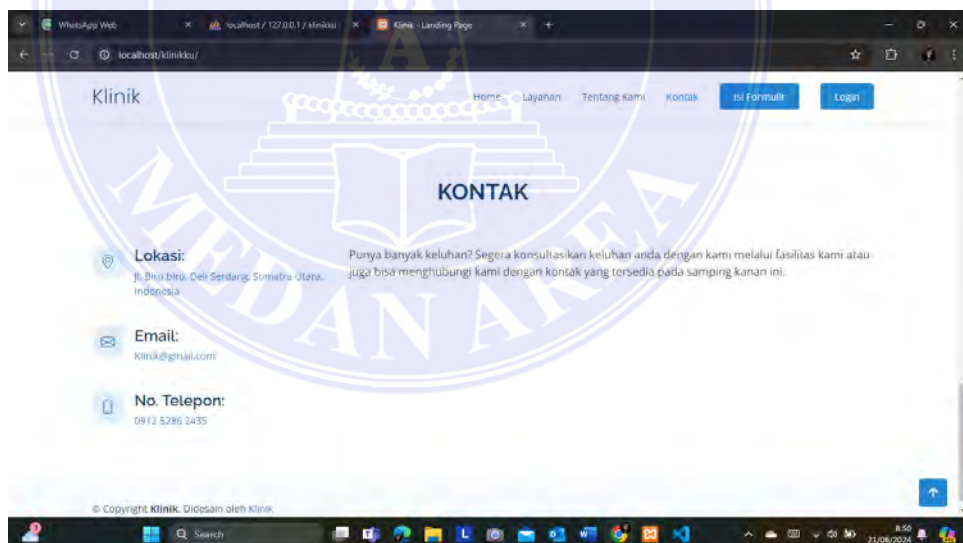 WhatsApp Web
localhost / 127.0.0.1 / klinikku
Klinik - Landing Page
localhost/klinikku/
Klinik
Home
Layanan
Tentang Kami
Kontak
Isi Formulir
Login
KONTAK
Lokasi:
Jl. Biru biru, Deli Serdang, Sumatra Utara,
Indonesia
Email:
Klinik@gmail.com
No. Telepon:
0912 5286 2435
Punya banyak keluhan? Segera konsultasikan keluhan anda dengan kami melalui fasilitas kami atau
juga bisa menghubungi kami dengan kontak yang tersedia pada samping kanan ini.
MEDAN AREA
© Copyright Klinik. Didesain oleh Klinik
Search
8:50
21/06/2024